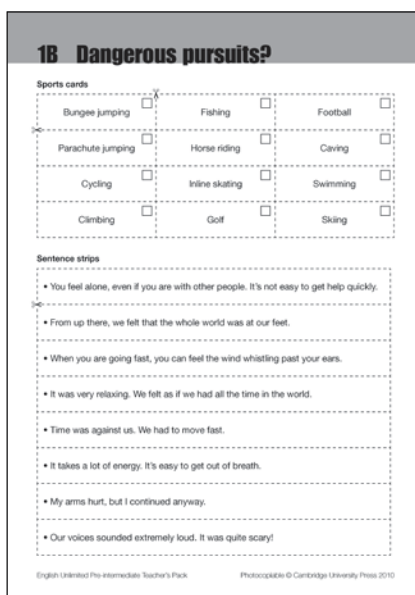 1B Dangerous pursuits?
Sports cards
Bungee jumping Fishing Football
Parachute jumping Horse riding Caving
Cycling Inline skating Swimming
Climbing Golf Skiing
Sentence strips
• You feel alone, even if you are with other people. It's not easy to get help quickly.
• From up there, we felt that the whole world was at our feet.
• When you are going fast, you can feel the wind whistling past your ears.
• It was very relaxing. We felt as if we had all the time in the world.
• Time was against us. We had to move fast.
• It takes a lot of energy. It's easy to get out of breath.
• My arms hurt, but I continued anyway.
• Our voices sounded extremely loud. It was quite scary!
English Unlimited Pre-intermediate Teacher's Pack Photocopiable © Cambridge University Press 2010